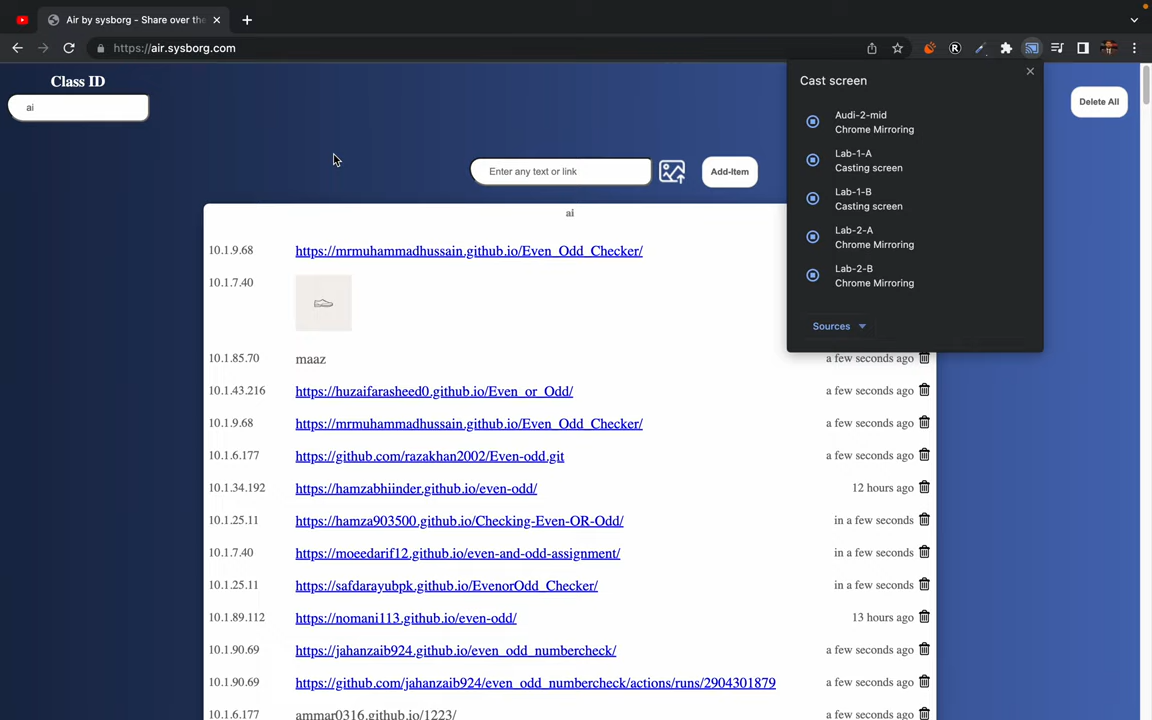 Air by sysborg - Share over the
https://air.sysborg.com
Class ID
ai
Enter any text or link
Add-Item
Delete All
Cast screen
Audi-2-mid
Chrome Mirroring
Lab-1-A
Casting screen
Lab-1-B
Casting screen
Lab-2-A
Chrome Mirroring
Lab-2-B
Chrome Mirroring
Sources
ai
10.1.9.68 https://mrmuhammadhussain.github.io/Even_Odd_Checker/
10.1.7.40
10.1.85.70 maaz a few seconds ago
10.1.43.216 https://huzaifarasheed0.github.io/Even_or_Odd/ a few seconds ago
10.1.9.68 https://mrmuhammadhussain.github.io/Even_Odd_Checker/ a few seconds ago
10.1.6.177 https://github.com/razakhan2002/Even-odd.git a few seconds ago
10.1.34.192 https://hamzabhiinder.github.io/even-odd/ 12 hours ago
10.1.25.11 https://hamza903500.github.io/Checking-Even-OR-Odd/ in a few seconds
10.1.7.40 https://moeedarif12.github.io/even-and-odd-assignment/ in a few seconds
10.1.25.11 https://safdarayubpk.github.io/EvenorOdd_Checker/ in a few seconds
10.1.89.112 https://nomani113.github.io/even-odd/ 13 hours ago
10.1.90.69 https://jahanzaib924.github.io/even_odd_numbercheck/ a few seconds ago
10.1.90.69 https://github.com/jahanzaib924/even_odd_numbercheck/actions/runs/2904301879 a few seconds ago
10.1.6.177 ammar0316.github.io/1223/ a few seconds ago